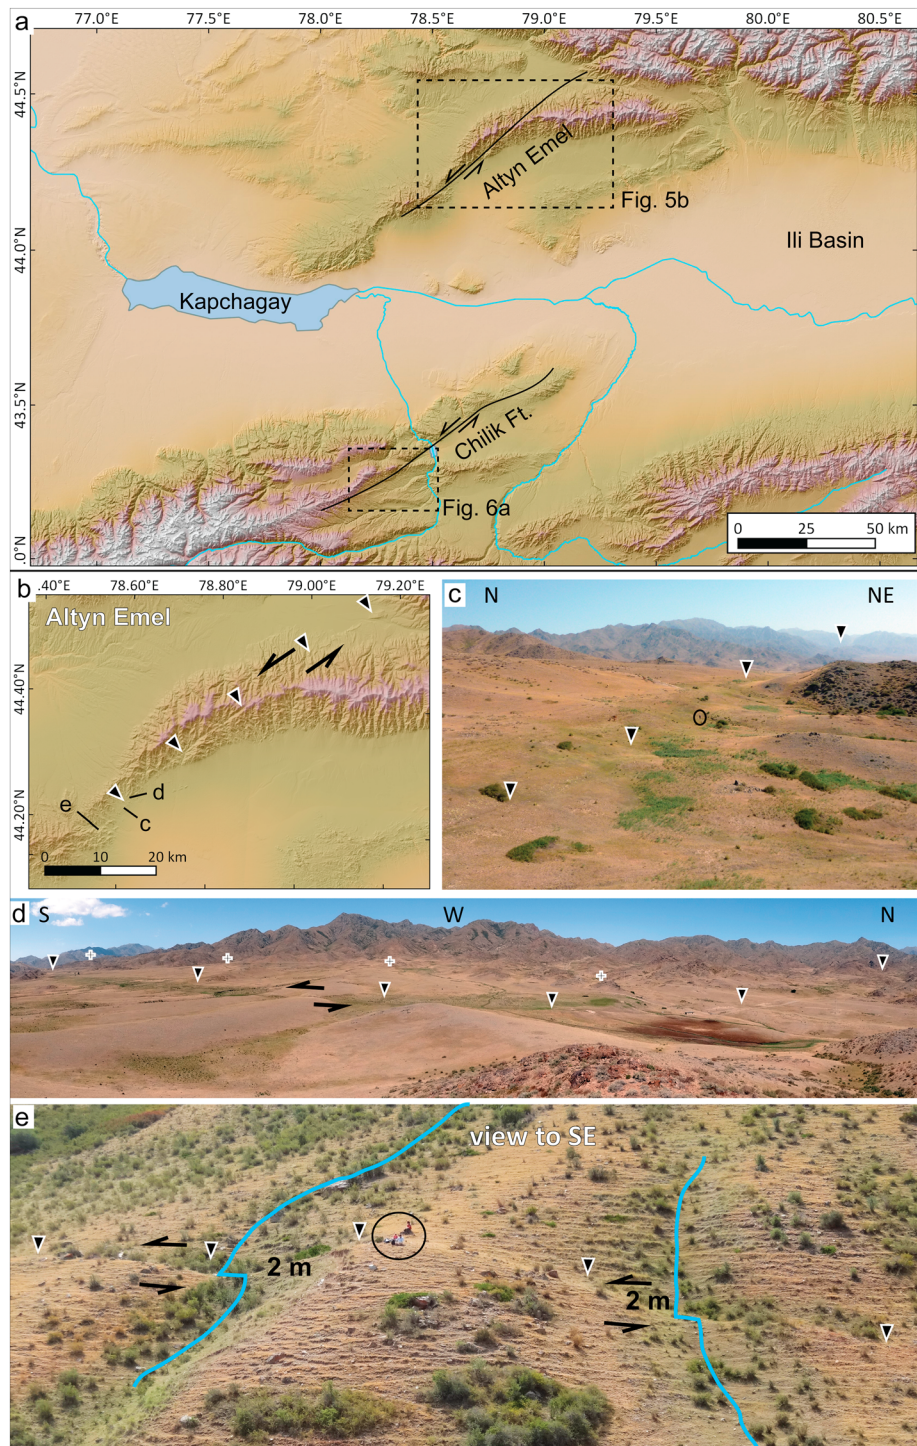 a
77.0°E 77.5°E 78.0°E 78.5°E 79.0°E 79.5°E 80.0°E 80.5°E
44.5°N
Altyn Emel
Fig. 5b
Ili Basin
44.0°N
Kapchagay
43.5°N
Chilik Ft.
Fig. 6a
.0°N
0 25 50 km
b
.40°E 78.60°E 78.80°E 79.00°E 79.20°E
Altyn Emel
44.40°N
d
e
c
44.20°N
0 10 20 km
c
N NE
d
S W N
e
view to SE
2 m
2 m